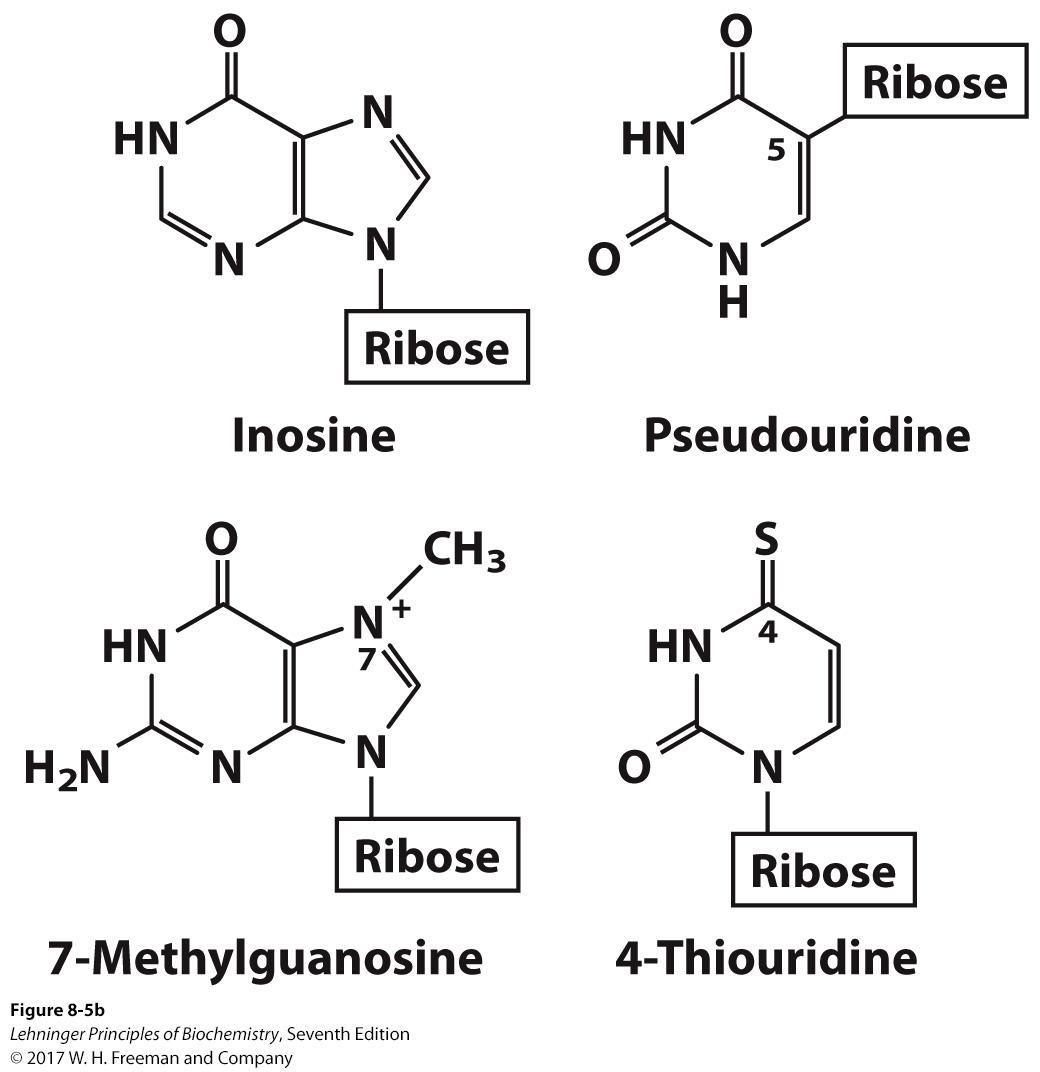 O
HN
N
N
N
Ribose
Inosine
O
Ribose
5
HN
O
N
H
Pseudouridine
O
CH₃
N⁺
7
HN
H₂N
N
N
Ribose
7-Methylguanosine
S
4
HN
O
N
Ribose
4-Thiouridine
Figure 8-5b
Lehninger Principles of Biochemistry, Seventh Edition
© 2017 W. H. Freeman and Company